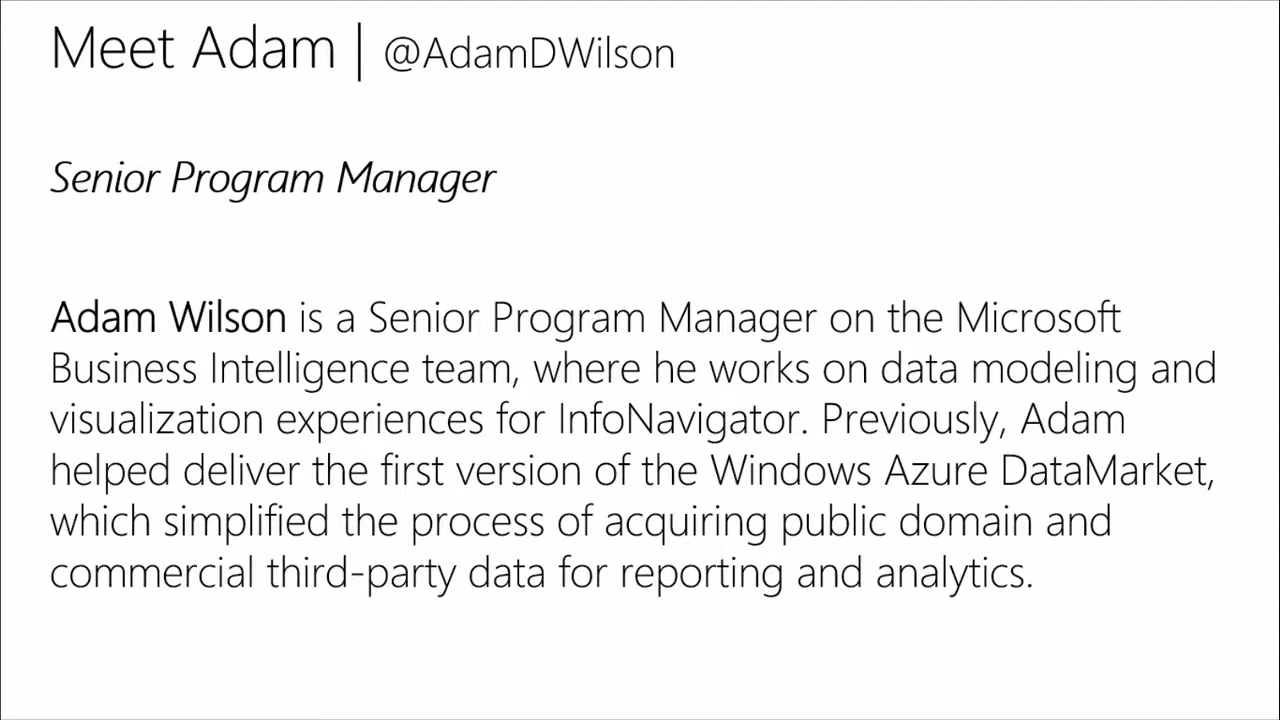 Meet Adam | @AdamDWilson
Senior Program Manager
Adam Wilson is a Senior Program Manager on the Microsoft
Business Intelligence team, where he works on data modeling and
visualization experiences for InfoNavigator. Previously, Adam
helped deliver the first version of the Windows Azure DataMarket,
which simplified the process of acquiring public domain and
commercial third-party data for reporting and analytics.